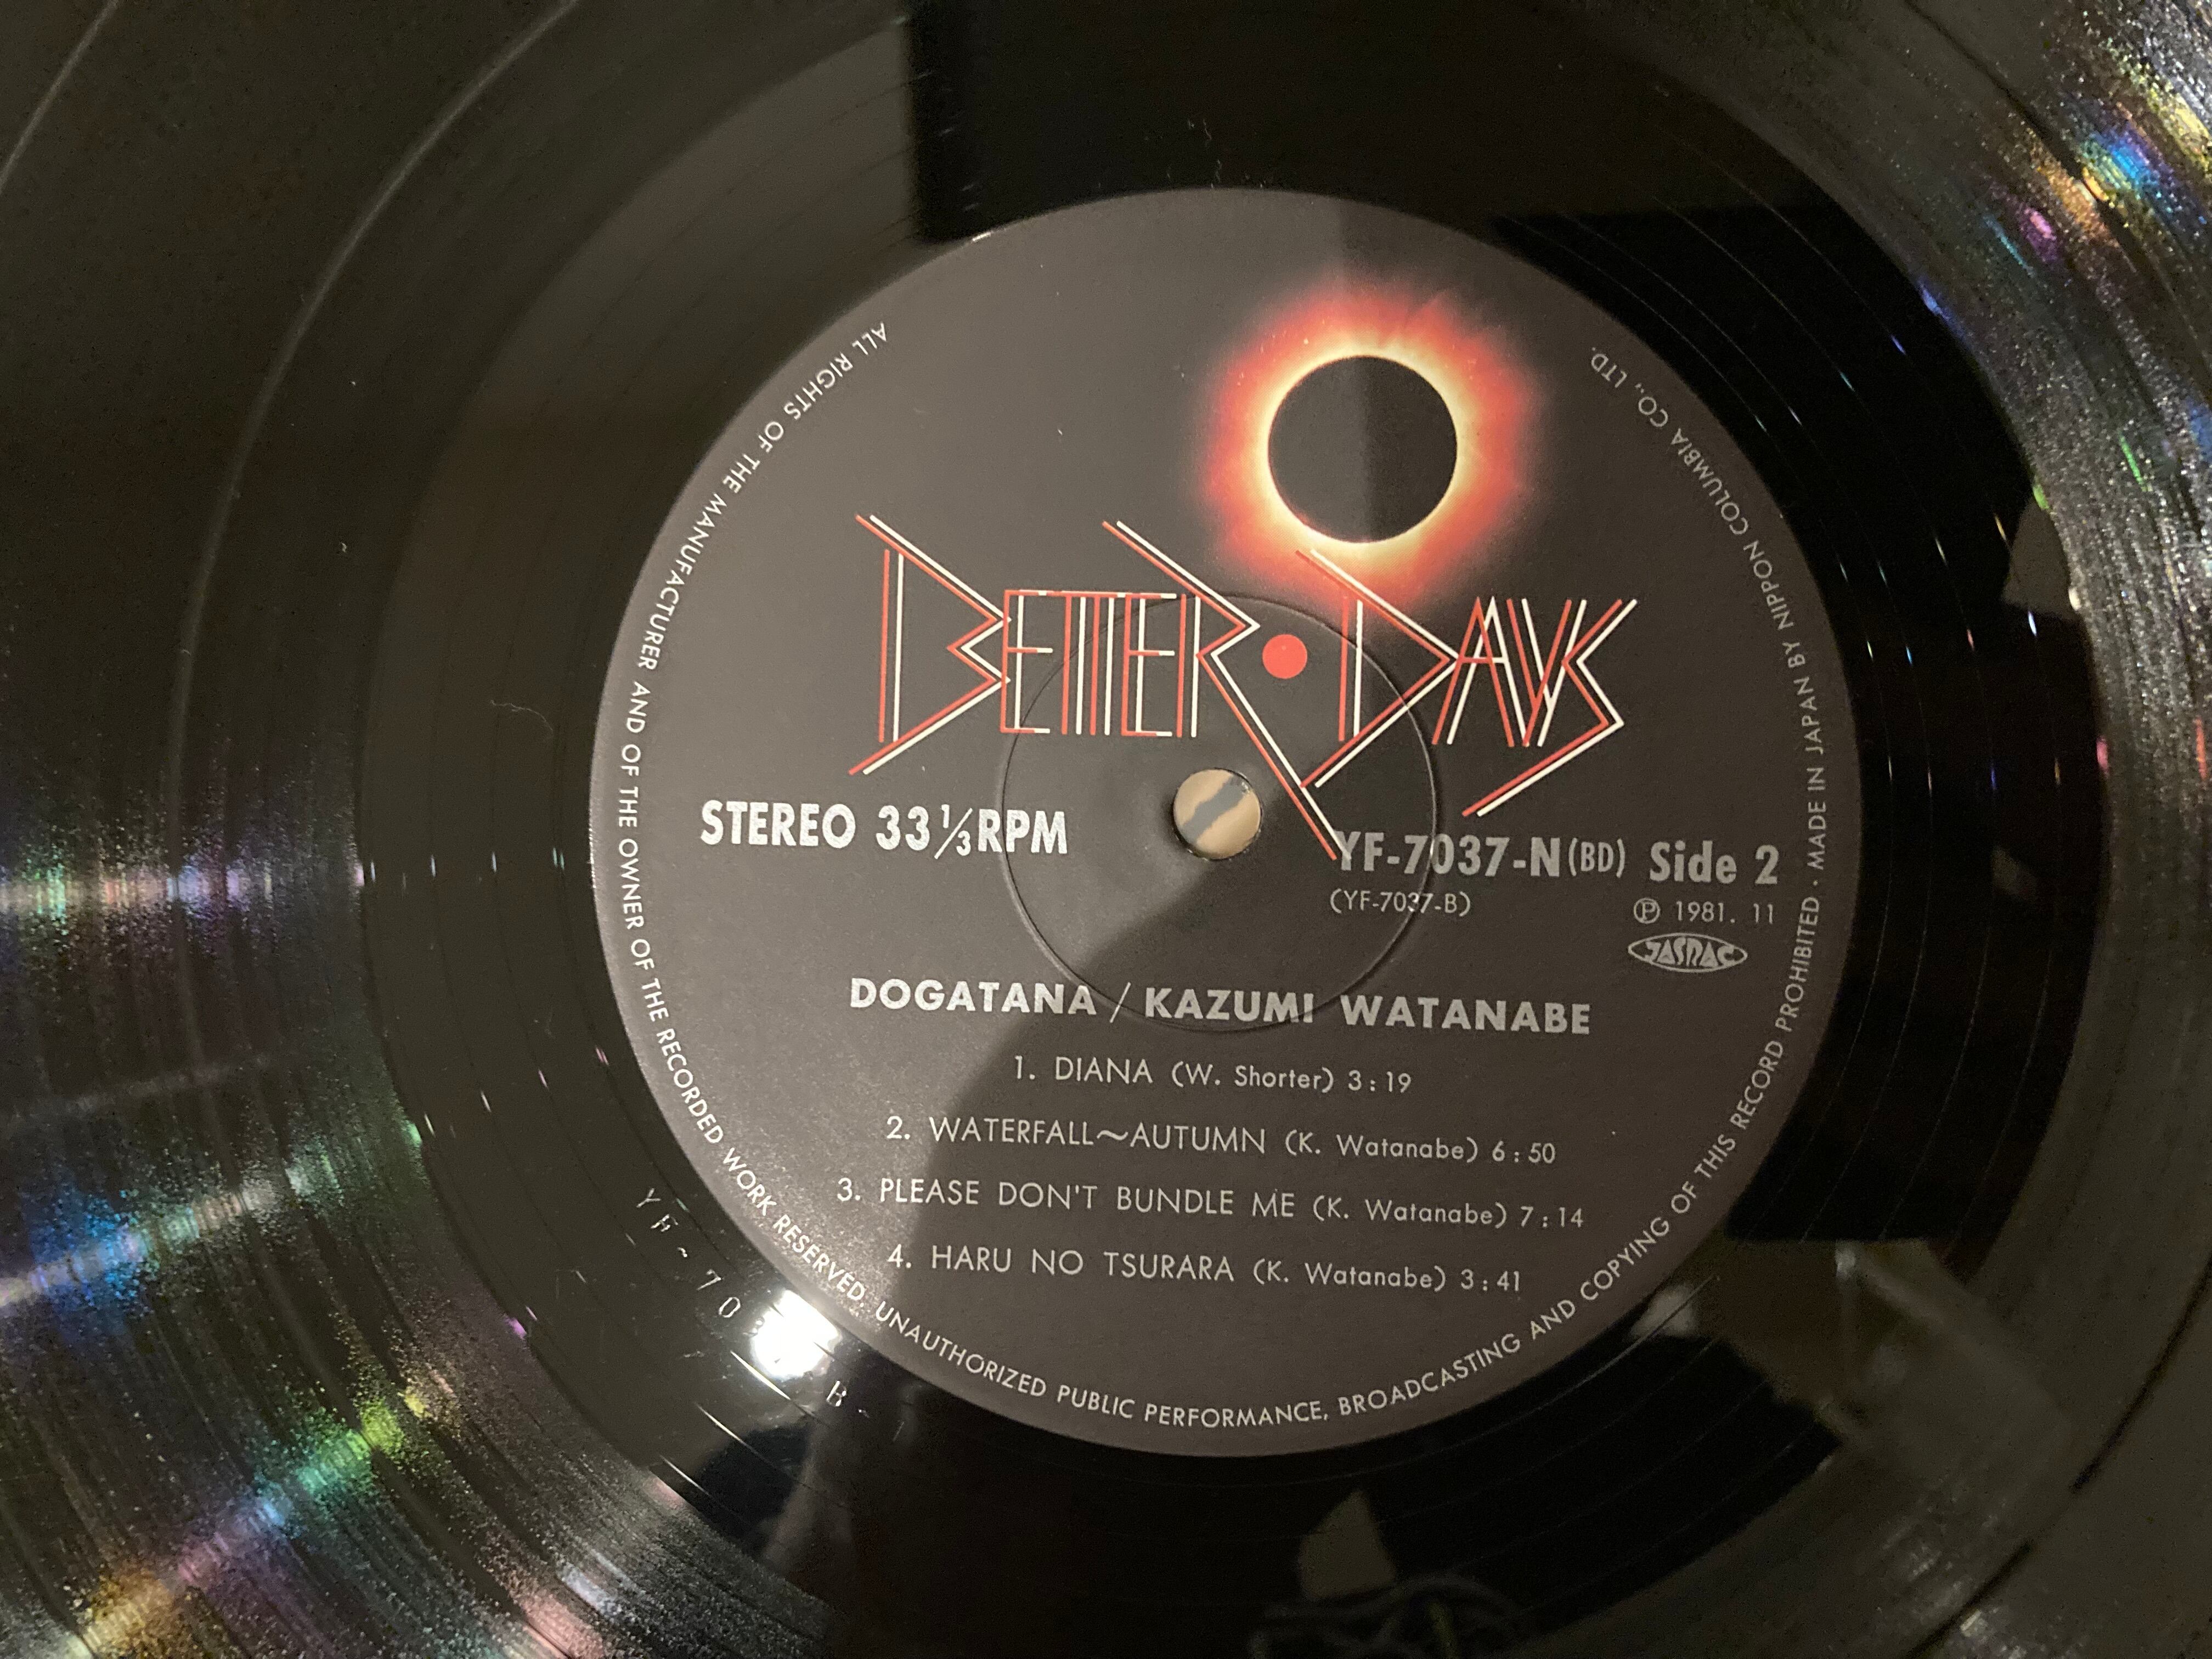 BETTER • DAYS
STEREO 33⅓RPM
YF-7037-N(BD) Side 2
(YF-7037-B)
Ⓟ 1981. 11
JASRAC
DOGATANA / KAZUMI WATANABE
1. DIANA (W. Shorter) 3:19
2. WATERFALL~AUTUMN (K. Watanabe) 6:50
3. PLEASE DON'T BUNDLE ME (K. Watanabe) 7:14
4. HARU NO TSURARA (K. Watanabe) 3:41
ALL RIGHTS OF THE MANUFACTURER AND OF THE OWNER OF THE RECORDED WORK RESERVED. UNAUTHORIZED PUBLIC PERFORMANCE, BROADCASTING AND COPYING OF THIS RECORD PROHIBITED • MADE IN JAPAN BY NIPPON COLUMBIA CO., LTD.